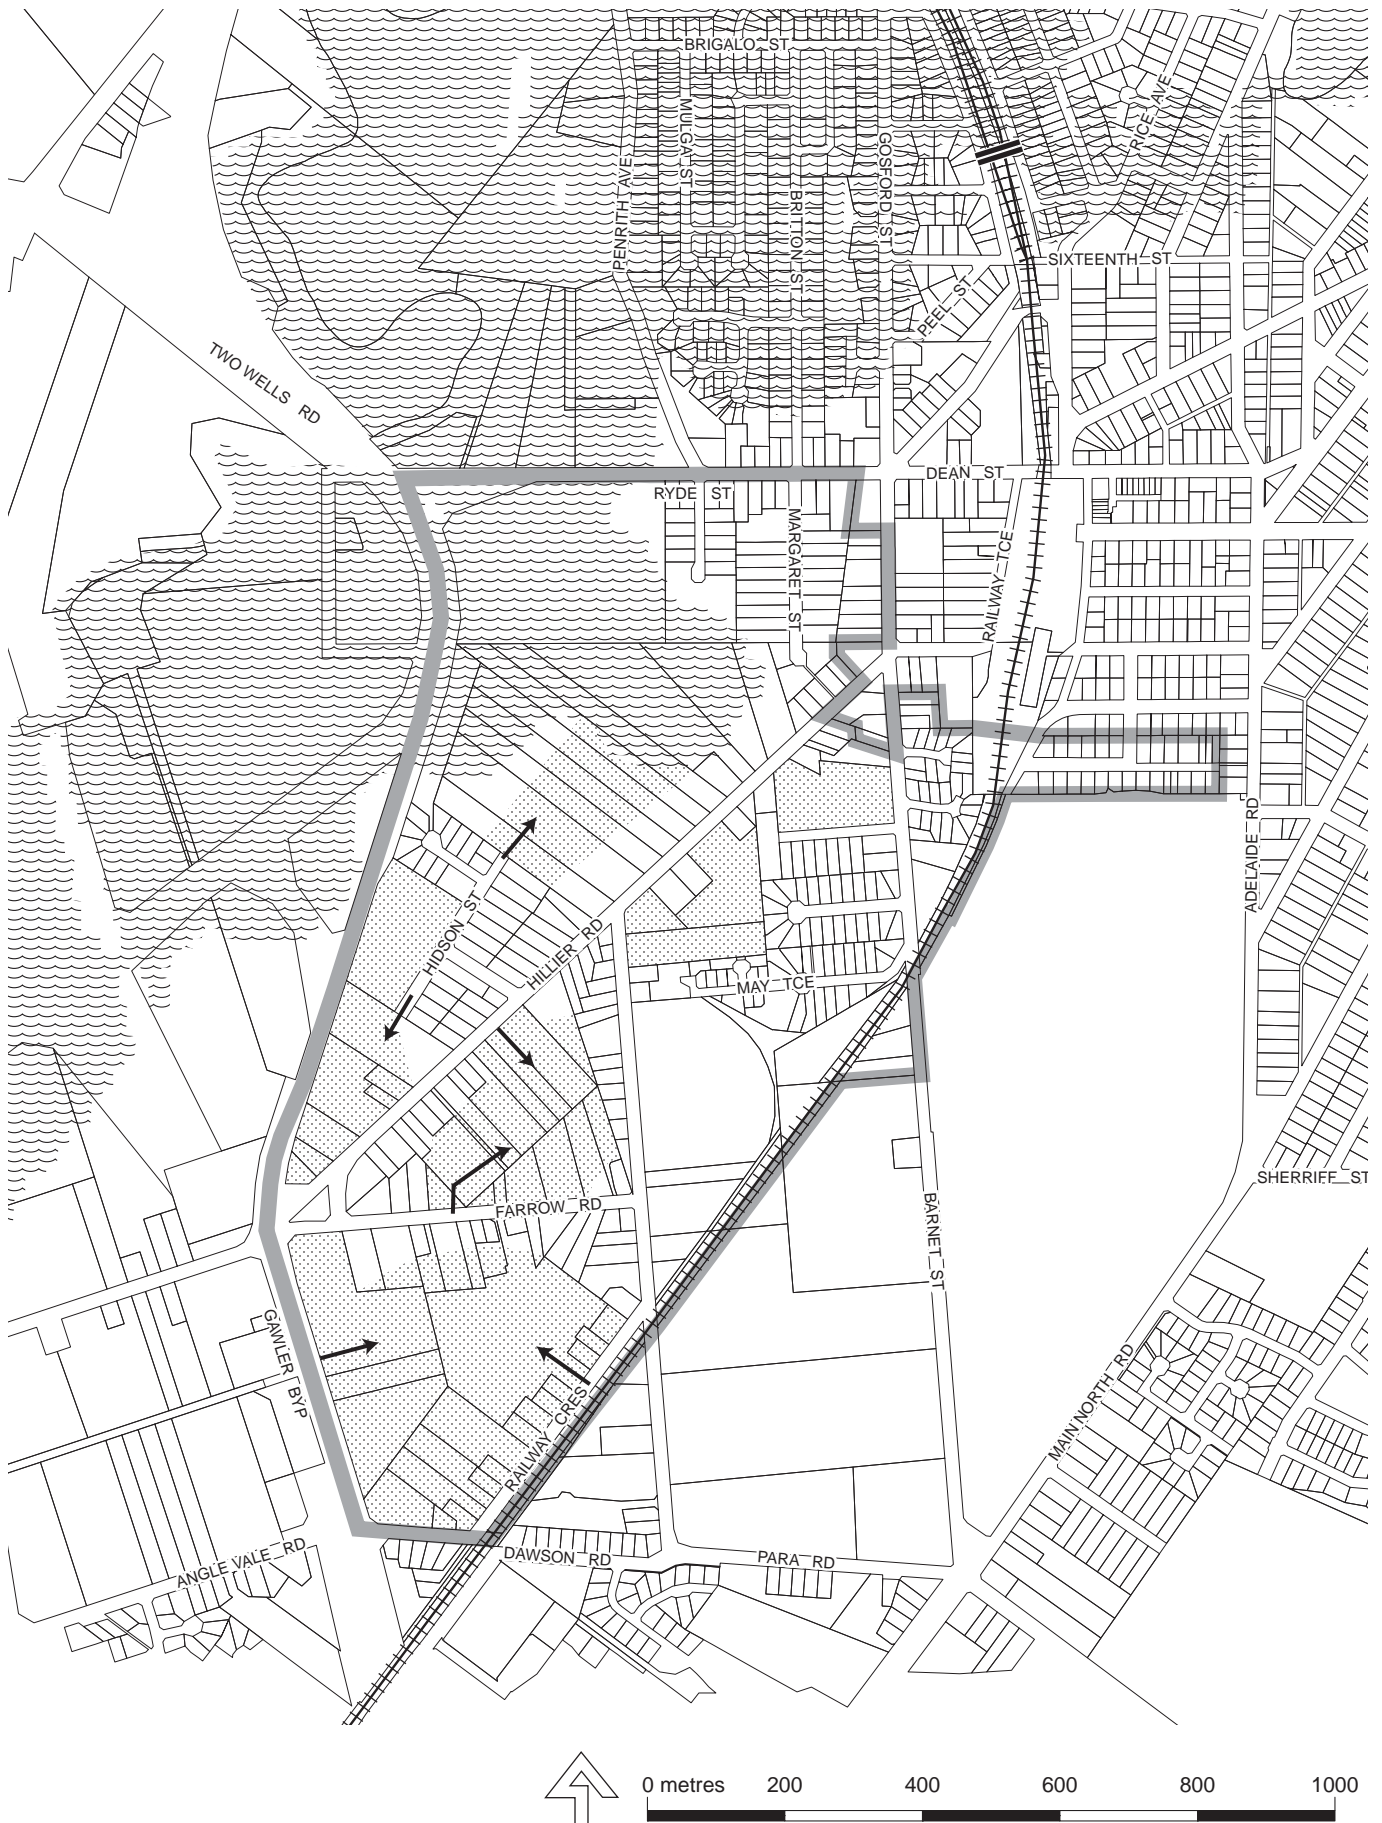 BRIGALO ST
MULGA ST
GOSFORD ST
RICE AVE
PENRITH AVE
BRITTON ST
SIXTEENTH ST
PEEL ST
TWO WELLS RD
DEAN ST
RYDE ST
MARGARET ST
RAILWAY TCE
ADELAIDE RD
HIDSON ST
HILLIER RD
MAY TCE
SHERRIFF ST
FARROW RD
BARNET ST
GAWLER BYP
MAIN NORTH RD
RAILWAY CRES
ANGLE VALE RD
DAWSON RD
PARA RD
0 metres 200 400 600 800 1000